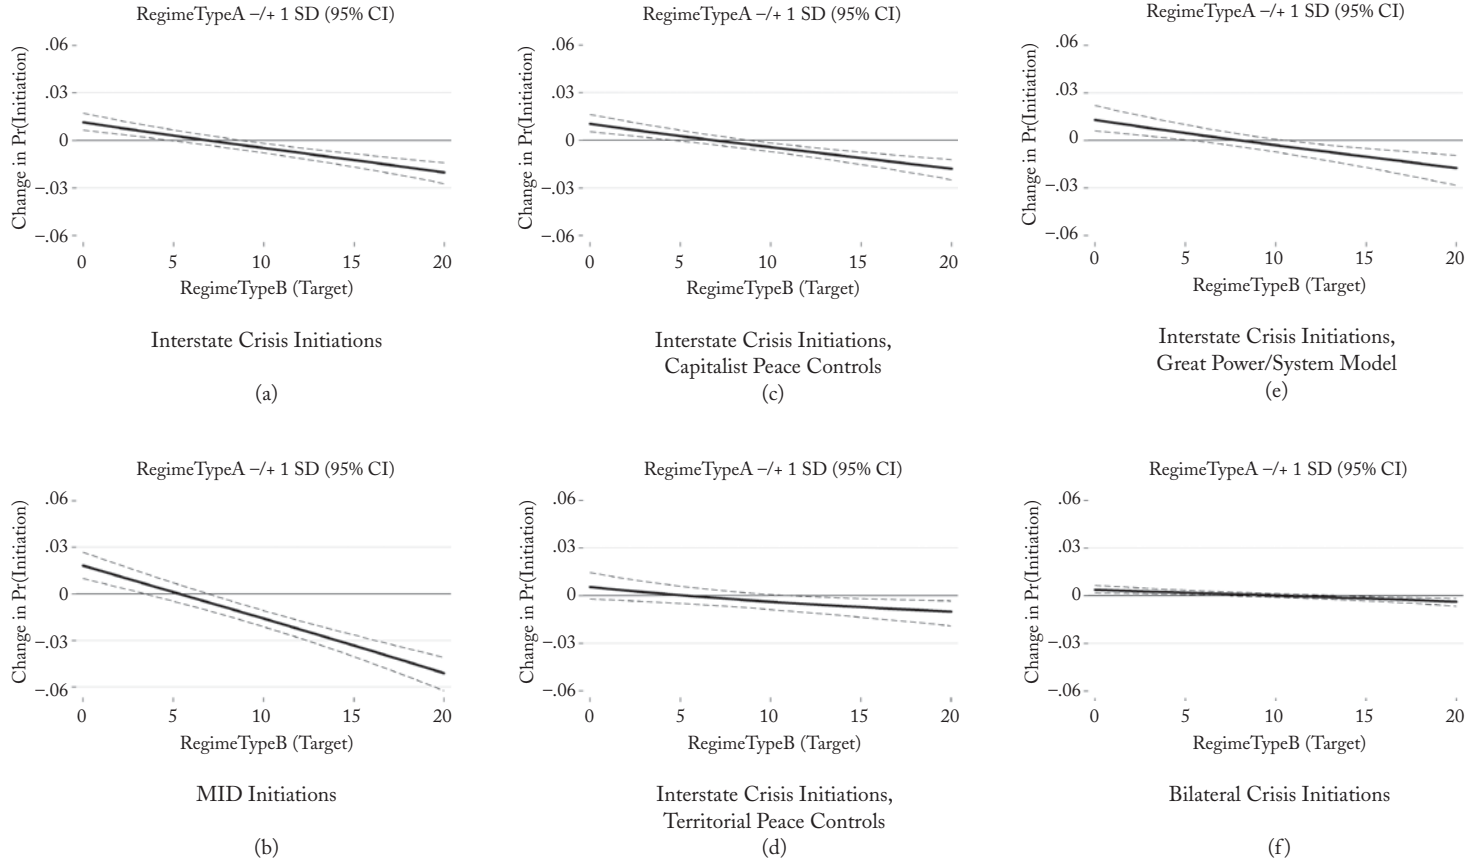 RegimeTypeA –/+ 1 SD (95% CI)
Change in Pr(Initiation)
.06
.03
0
–.03
–.06
0 5 10 15 20
RegimeTypeB (Target)
Interstate Crisis Initiations
(a)
RegimeTypeA –/+ 1 SD (95% CI)
Change in Pr(Initiation)
.06
.03
0
–.03
–.06
0 5 10 15 20
RegimeTypeB (Target)
Interstate Crisis Initiations,
Capitalist Peace Controls
(c)
RegimeTypeA –/+ 1 SD (95% CI)
Change in Pr(Initiation)
.06
.03
0
–.03
–.06
0 5 10 15 20
RegimeTypeB (Target)
Interstate Crisis Initiations,
Great Power/System Model
(e)
RegimeTypeA –/+ 1 SD (95% CI)
Change in Pr(Initiation)
.06
.03
0
–.03
–.06
0 5 10 15 20
RegimeTypeB (Target)
MID Initiations
(b)
RegimeTypeA –/+ 1 SD (95% CI)
Change in Pr(Initiation)
.06
.03
0
–.03
–.06
0 5 10 15 20
RegimeTypeB (Target)
Interstate Crisis Initiations,
Territorial Peace Controls
(d)
RegimeTypeA –/+ 1 SD (95% CI)
Change in Pr(Initiation)
.06
.03
0
–.03
–.06
0 5 10 15 20
RegimeTypeB (Target)
Bilateral Crisis Initiations
(f)